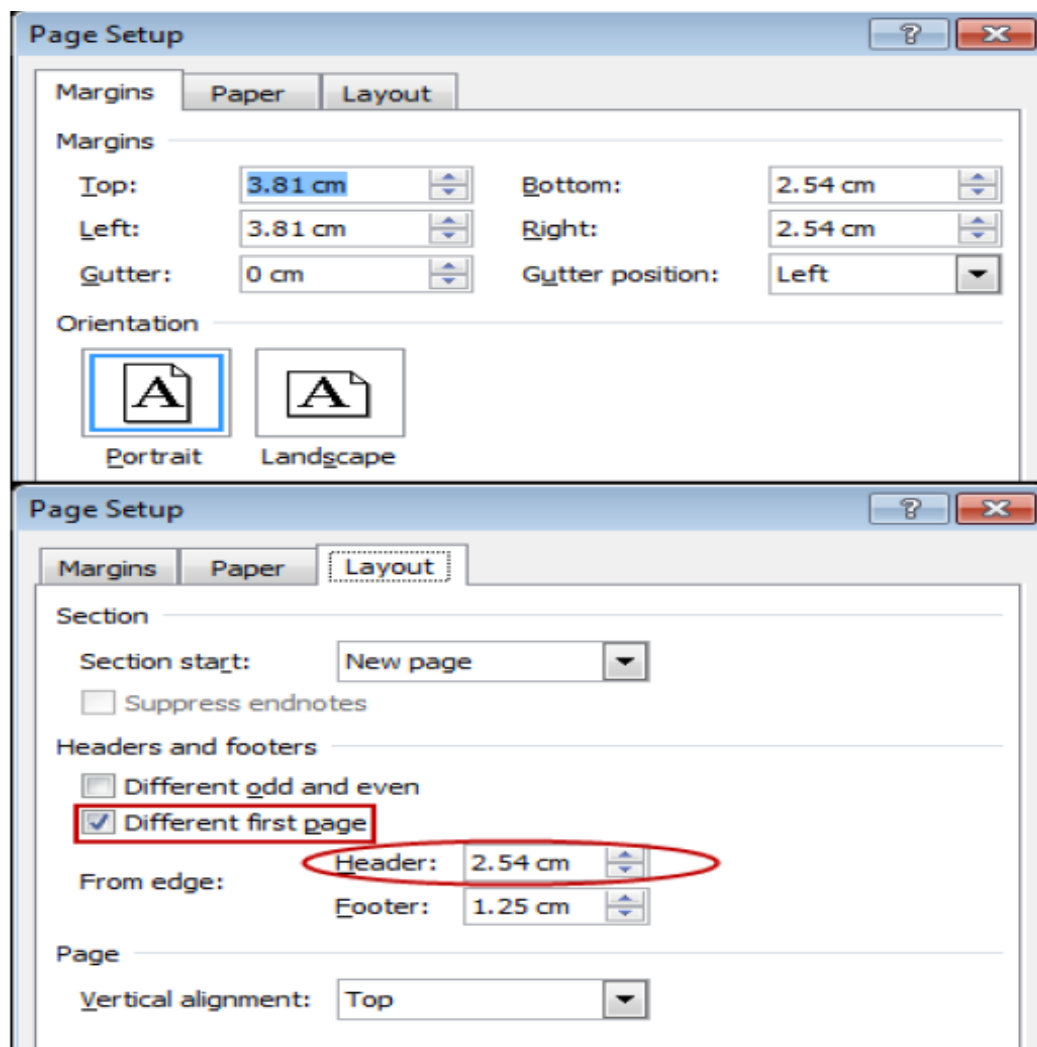 Page Setup
Margins Paper Layout
Margins
Top: 3.81 cm Bottom: 2.54 cm
Left: 3.81 cm Right: 2.54 cm
Gutter: 0 cm Gutter position: Left
Orientation
A A
Portrait Landscape
Page Setup
Margins Paper Layout
Section
Section start: New page
Suppress endnotes
Headers and footers
Different odd and even
Different first page
From edge: Header: 2.54 cm
Footer: 1.25 cm
Page
Vertical alignment: Top